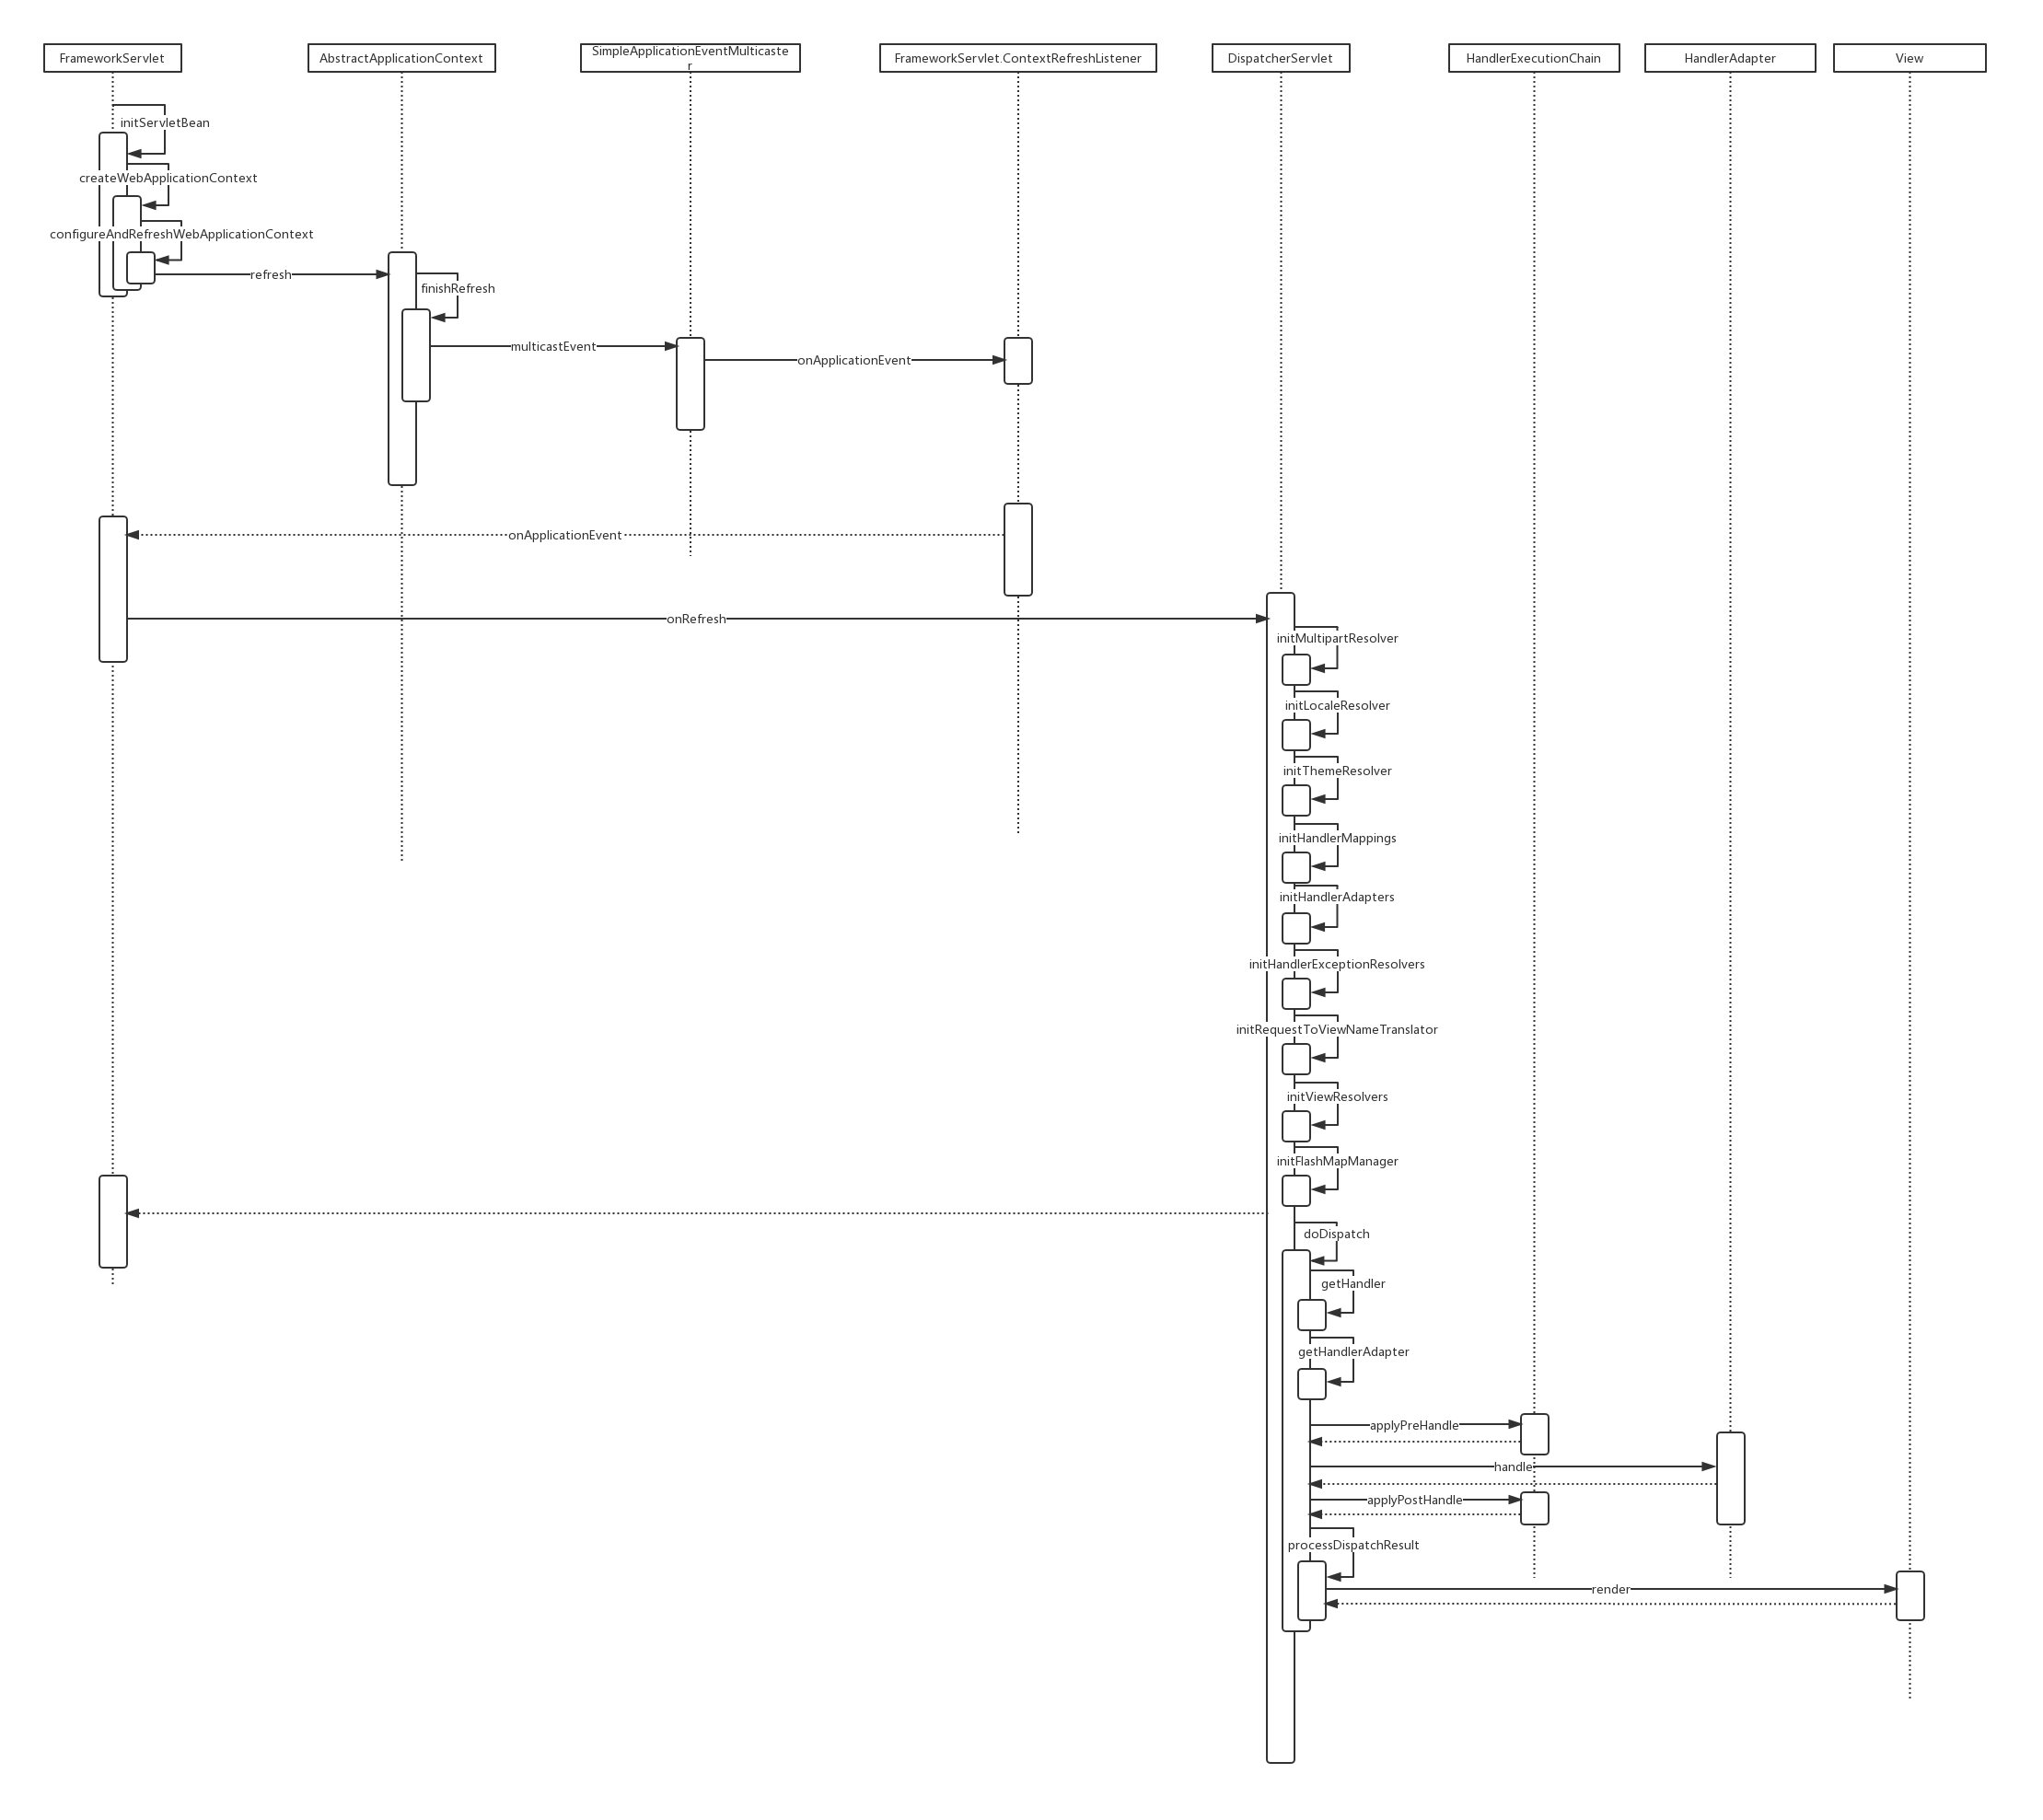 FrameworkServlet
AbstractApplicationContext
SimpleApplicationEventMulticaste
r
FrameworkServlet.ContextRefreshListener
DispatcherServlet
HandlerExecutionChain
HandlerAdapter
View
initServletBean
createWebApplicationContext
configureAndRefreshWebApplicationContext
refresh
finishRefresh
multicastEvent
onApplicationEvent
onApplicationEvent
onRefresh
initMultipartResolver
initLocaleResolver
initThemeResolver
initHandlerMappings
initHandlerAdapters
initHandlerExceptionResolvers
initRequestToViewNameTranslator
initViewResolvers
initFlashMapManager
doDispatch
getHandler
getHandlerAdapter
applyPreHandle
handle
applyPostHandle
processDispatchResult
render